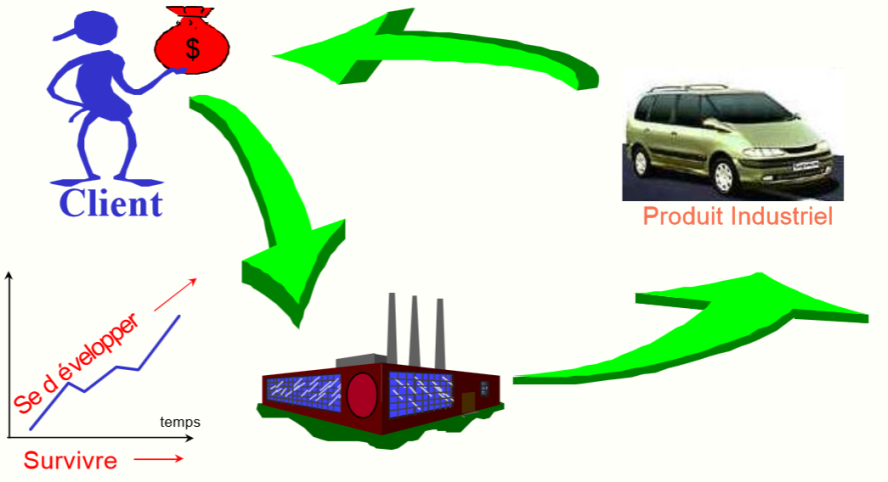 $
Client
Produit Industriel
Se d évelopper
temps
Survivre